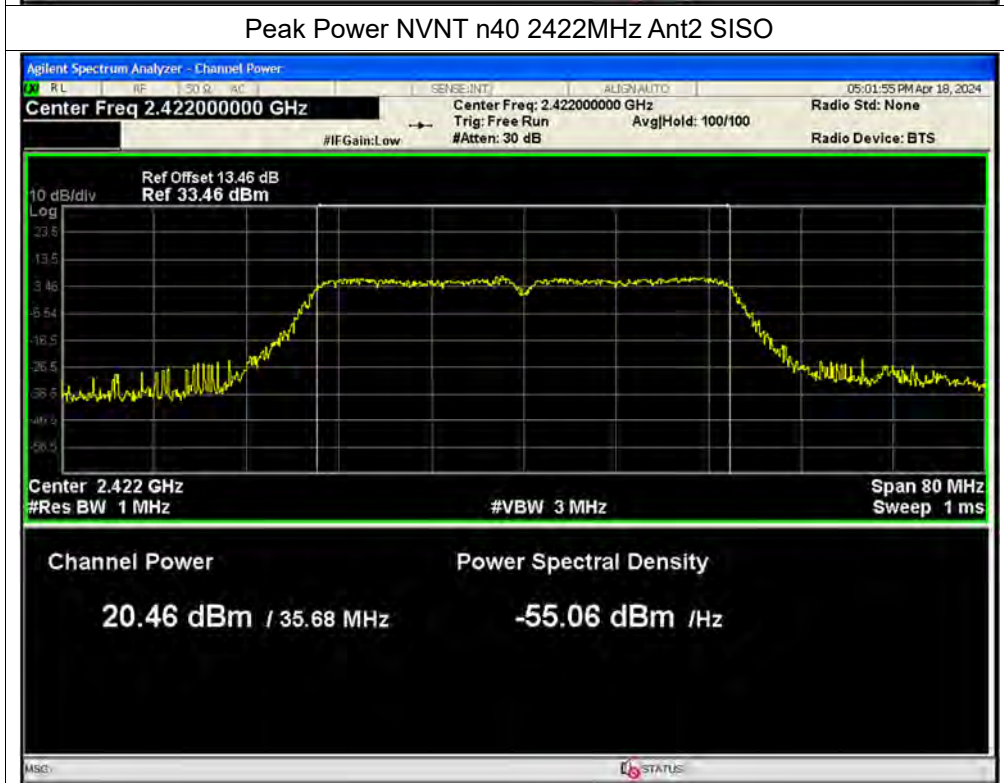 Peak Power NVNT n40 2422MHz Ant2 SISO
Agilent Spectrum Analyzer - Channel Power
RL RF 50 Ω AC SENSE:INT ALIGNAUTO 05:01:55 PM Apr 18, 2024
Center Freq 2.422000000 GHz Center Freq: 2.422000000 GHz Radio Std: None
Trig: Free Run Avg|Hold: 100/100
#IFGain:Low #Atten: 30 dB Radio Device: BTS
Ref Offset 13.46 dB
10 dB/div Ref 33.46 dBm
Log
23.5
13.5
3.46
-6.54
-16.5
-26.5
-36.5
-46.5
-56.5
Center 2.422 GHz Span 80 MHz
#Res BW 1 MHz #VBW 3 MHz Sweep 1 ms
Channel Power Power Spectral Density
20.46 dBm / 35.68 MHz -55.06 dBm /Hz
MSG STATUS